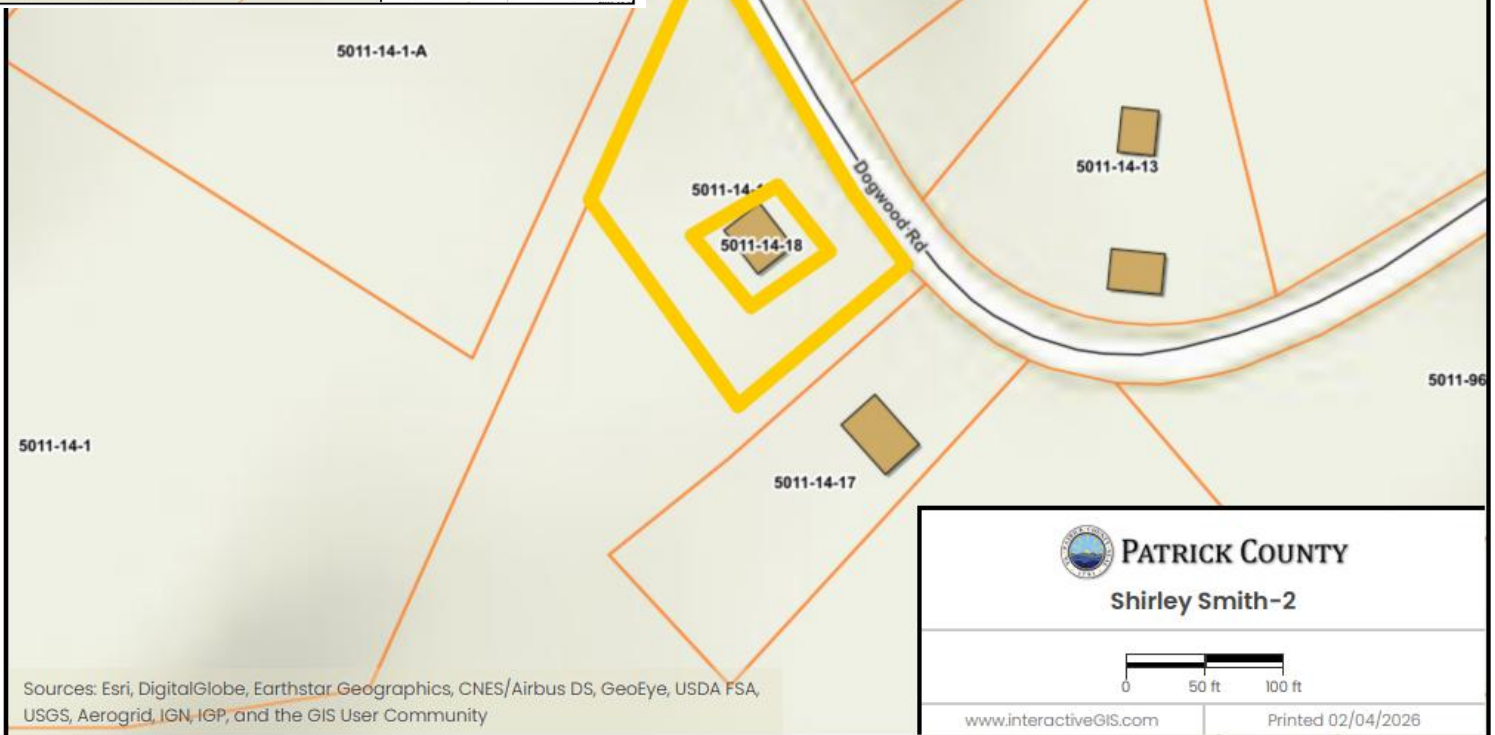 5011-14-1-A
5011-14-13
5011-14-
Dogwood Rd
5011-14-18
5011-96
5011-14-1
5011-14-17
PATRICK COUNTY
Shirley Smith-2
0 50 ft 100 ft
Sources: Esri, DigitalGlobe, Earthstar Geographics, CNES/Airbus DS, GeoEye, USDA FSA,
USGS, Aerogrid, IGN, IGP, and the GIS User Community
www.interactiveGIS.com Printed 02/04/2026